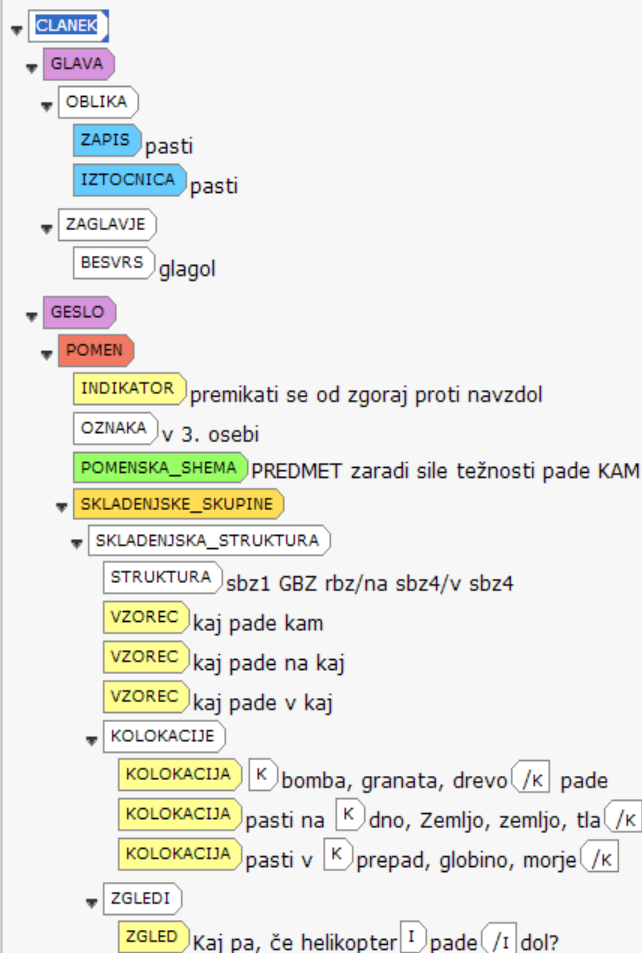 CLANEK
GLAVA
OBLIKA
ZAPIS pasti
IZTOCNICA pasti
ZAGLAVJE
BESVRS glagol
GESLO
POMEN
INDIKATOR premikati se od zgoraj proti navzdol
OZNAKA v 3. osebi
POMENSKA_SHEMA PREDMET zaradi sile težnosti pade KAM
SKLADENJSKE_SKUPINE
SKLADENJSKA_STRUKTURA
STRUKTURA sbz1 GBZ rbz/na sbz4/v sbz4
VZOREC kaj pade kam
VZOREC kaj pade na kaj
VZOREC kaj pade v kaj
KOLOKACIJE
KOLOKACIJA K bomba, granata, drevo /K pade
KOLOKACIJA pasti na K dno, Zemljo, zemljo, tla /K
KOLOKACIJA pasti v K prepad, globino, morje /K
ZGLEDI
ZGLED Kaj pa, če helikopter I pade /I dol?